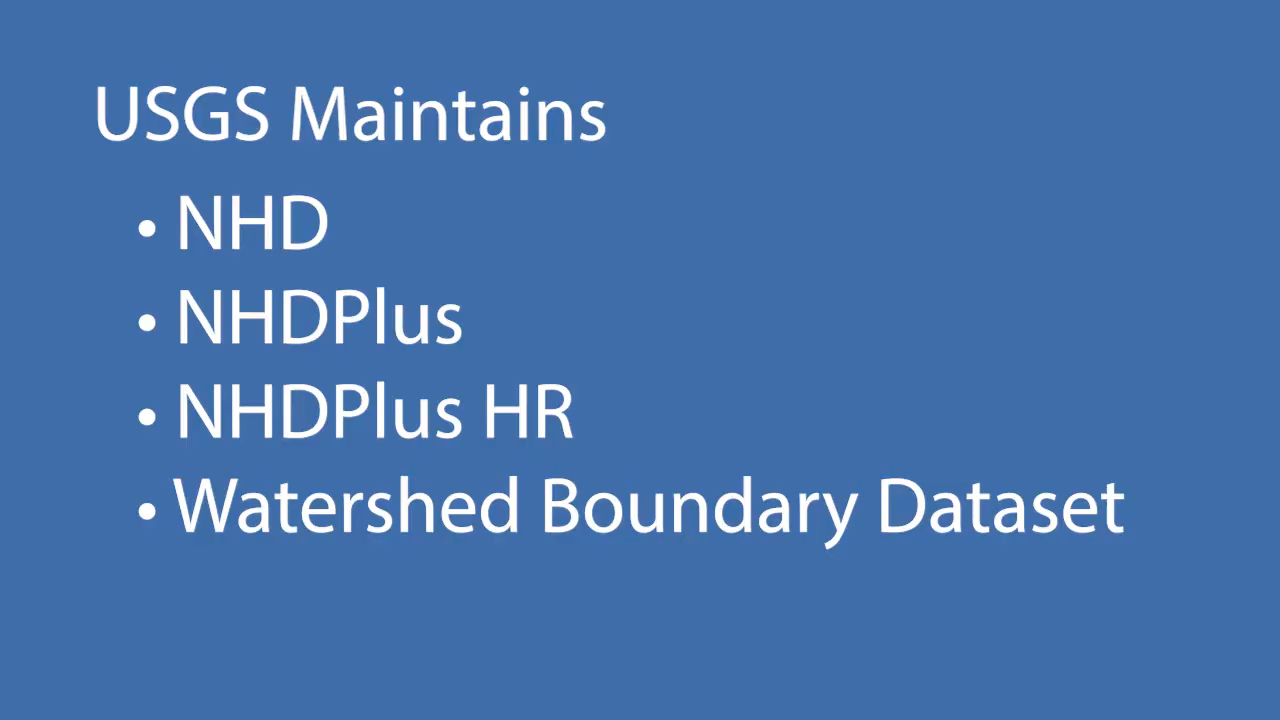 USGS Maintains
• NHD
• NHDPlus
• NHDPlus HR
• Watershed Boundary Dataset